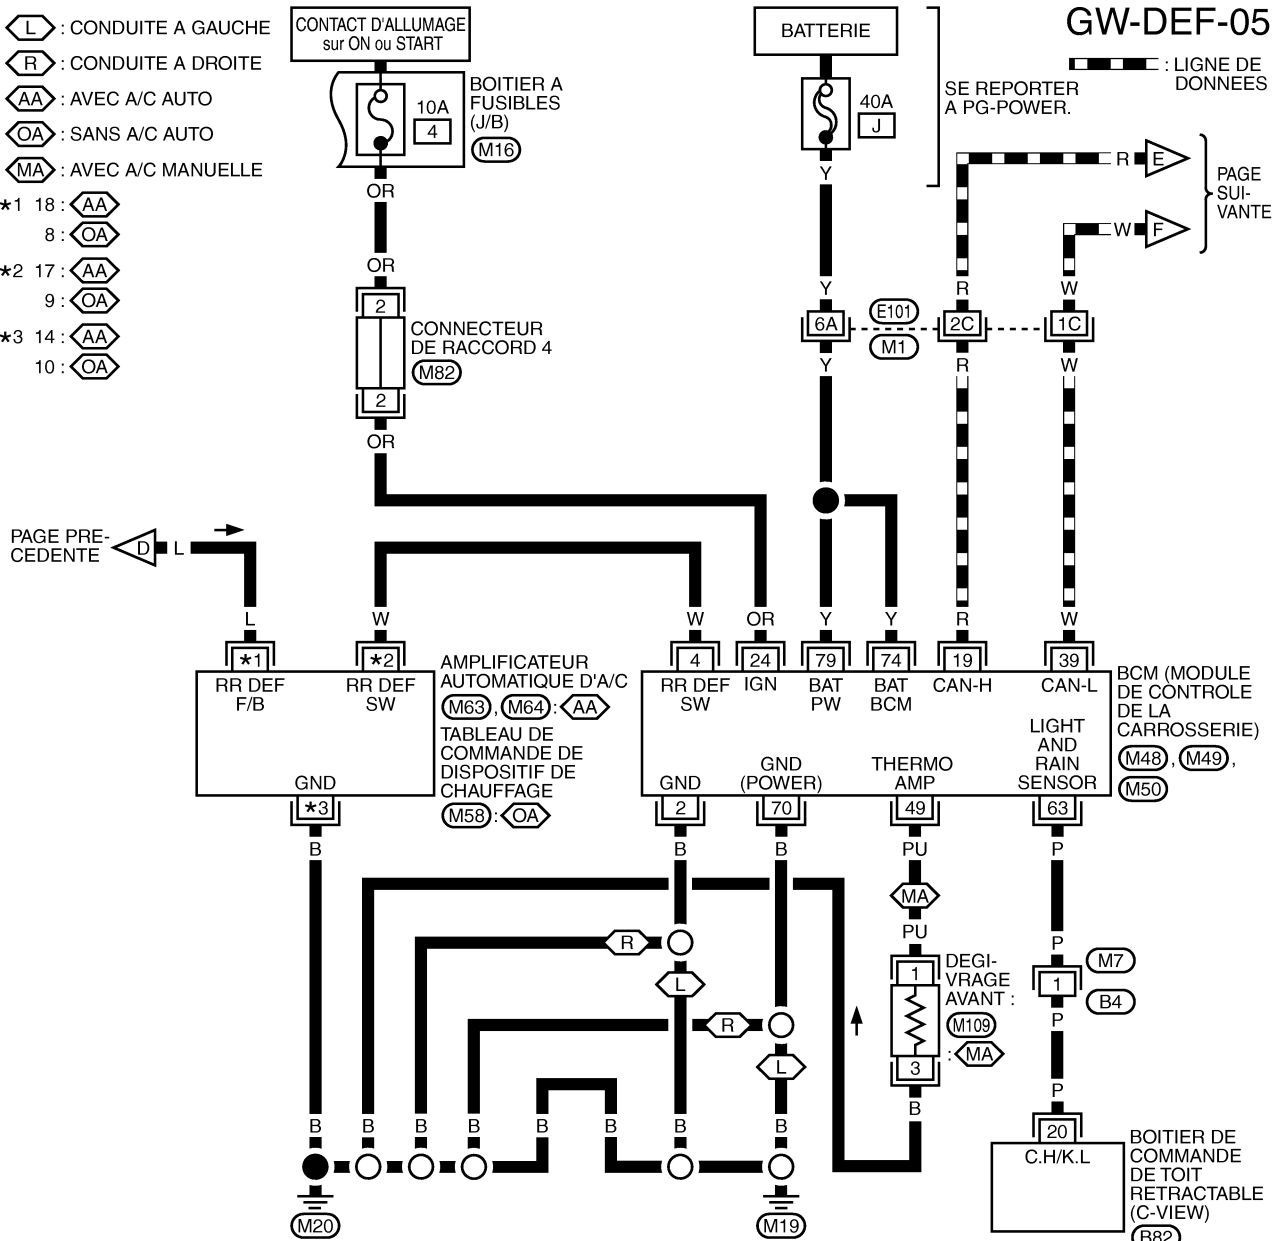 GW-DEF-05
L : CONDUITE A GAUCHE
R : CONDUITE A DROITE
AA : AVEC A/C AUTO
OA : SANS A/C AUTO
MA : AVEC A/C MANUELLE
*1 18 : AA
8 : OA
*2 17 : AA
9 : OA
*3 14 : AA
10 : OA
CONTACT D'ALLUMAGE
sur ON ou START
10A
4
BOITIER A
FUSIBLES
(J/B)
M16
BATTERIE
40A
J
SE REPORTER
A PG-POWER.
: LIGNE DE
DONNEES
R E
W F
PAGE
SUI-
VANTE
OR
OR
2
CONNECTEUR
DE RACCORD 4
M82
2
OR
Y
Y
R
W
6A
E101
M1
2C
1C
Y
R
W
PAGE PRE-
CEDENTE
D L
L
W
W
OR
Y
Y
R
W
*1
*2
4
24
79
74
19
39
RR DEF
F/B
RR DEF
SW
GND
*3
AMPLIFICATEUR
AUTOMATIQUE D'A/C
M63 , M64 : AA
TABLEAU DE
COMMANDE DE
DISPOSITIF DE
CHAUFFAGE
M58 : OA
RR DEF
SW
IGN
BAT
PW
BAT
BCM
CAN-H
CAN-L
GND
GND
(POWER)
THERMO
AMP
LIGHT
AND
RAIN
SENSOR
2
70
49
63
BCM (MODULE
DE CONTROLE
DE LA
CARROSSERIE)
M48 , M49 ,
M50
B
B
B
PU
P
MA
PU
P
R
L
R
L
1
DEGI-
VRAGE
AVANT :
M109
: MA
3
B
M7
1
B4
P
P
20
C.H/K.L
BOITIER DE
COMMANDE
DE TOIT
RETRACTABLE
(C-VIEW)
B82
B
B
B
B
B
B
B
B
M20
M19